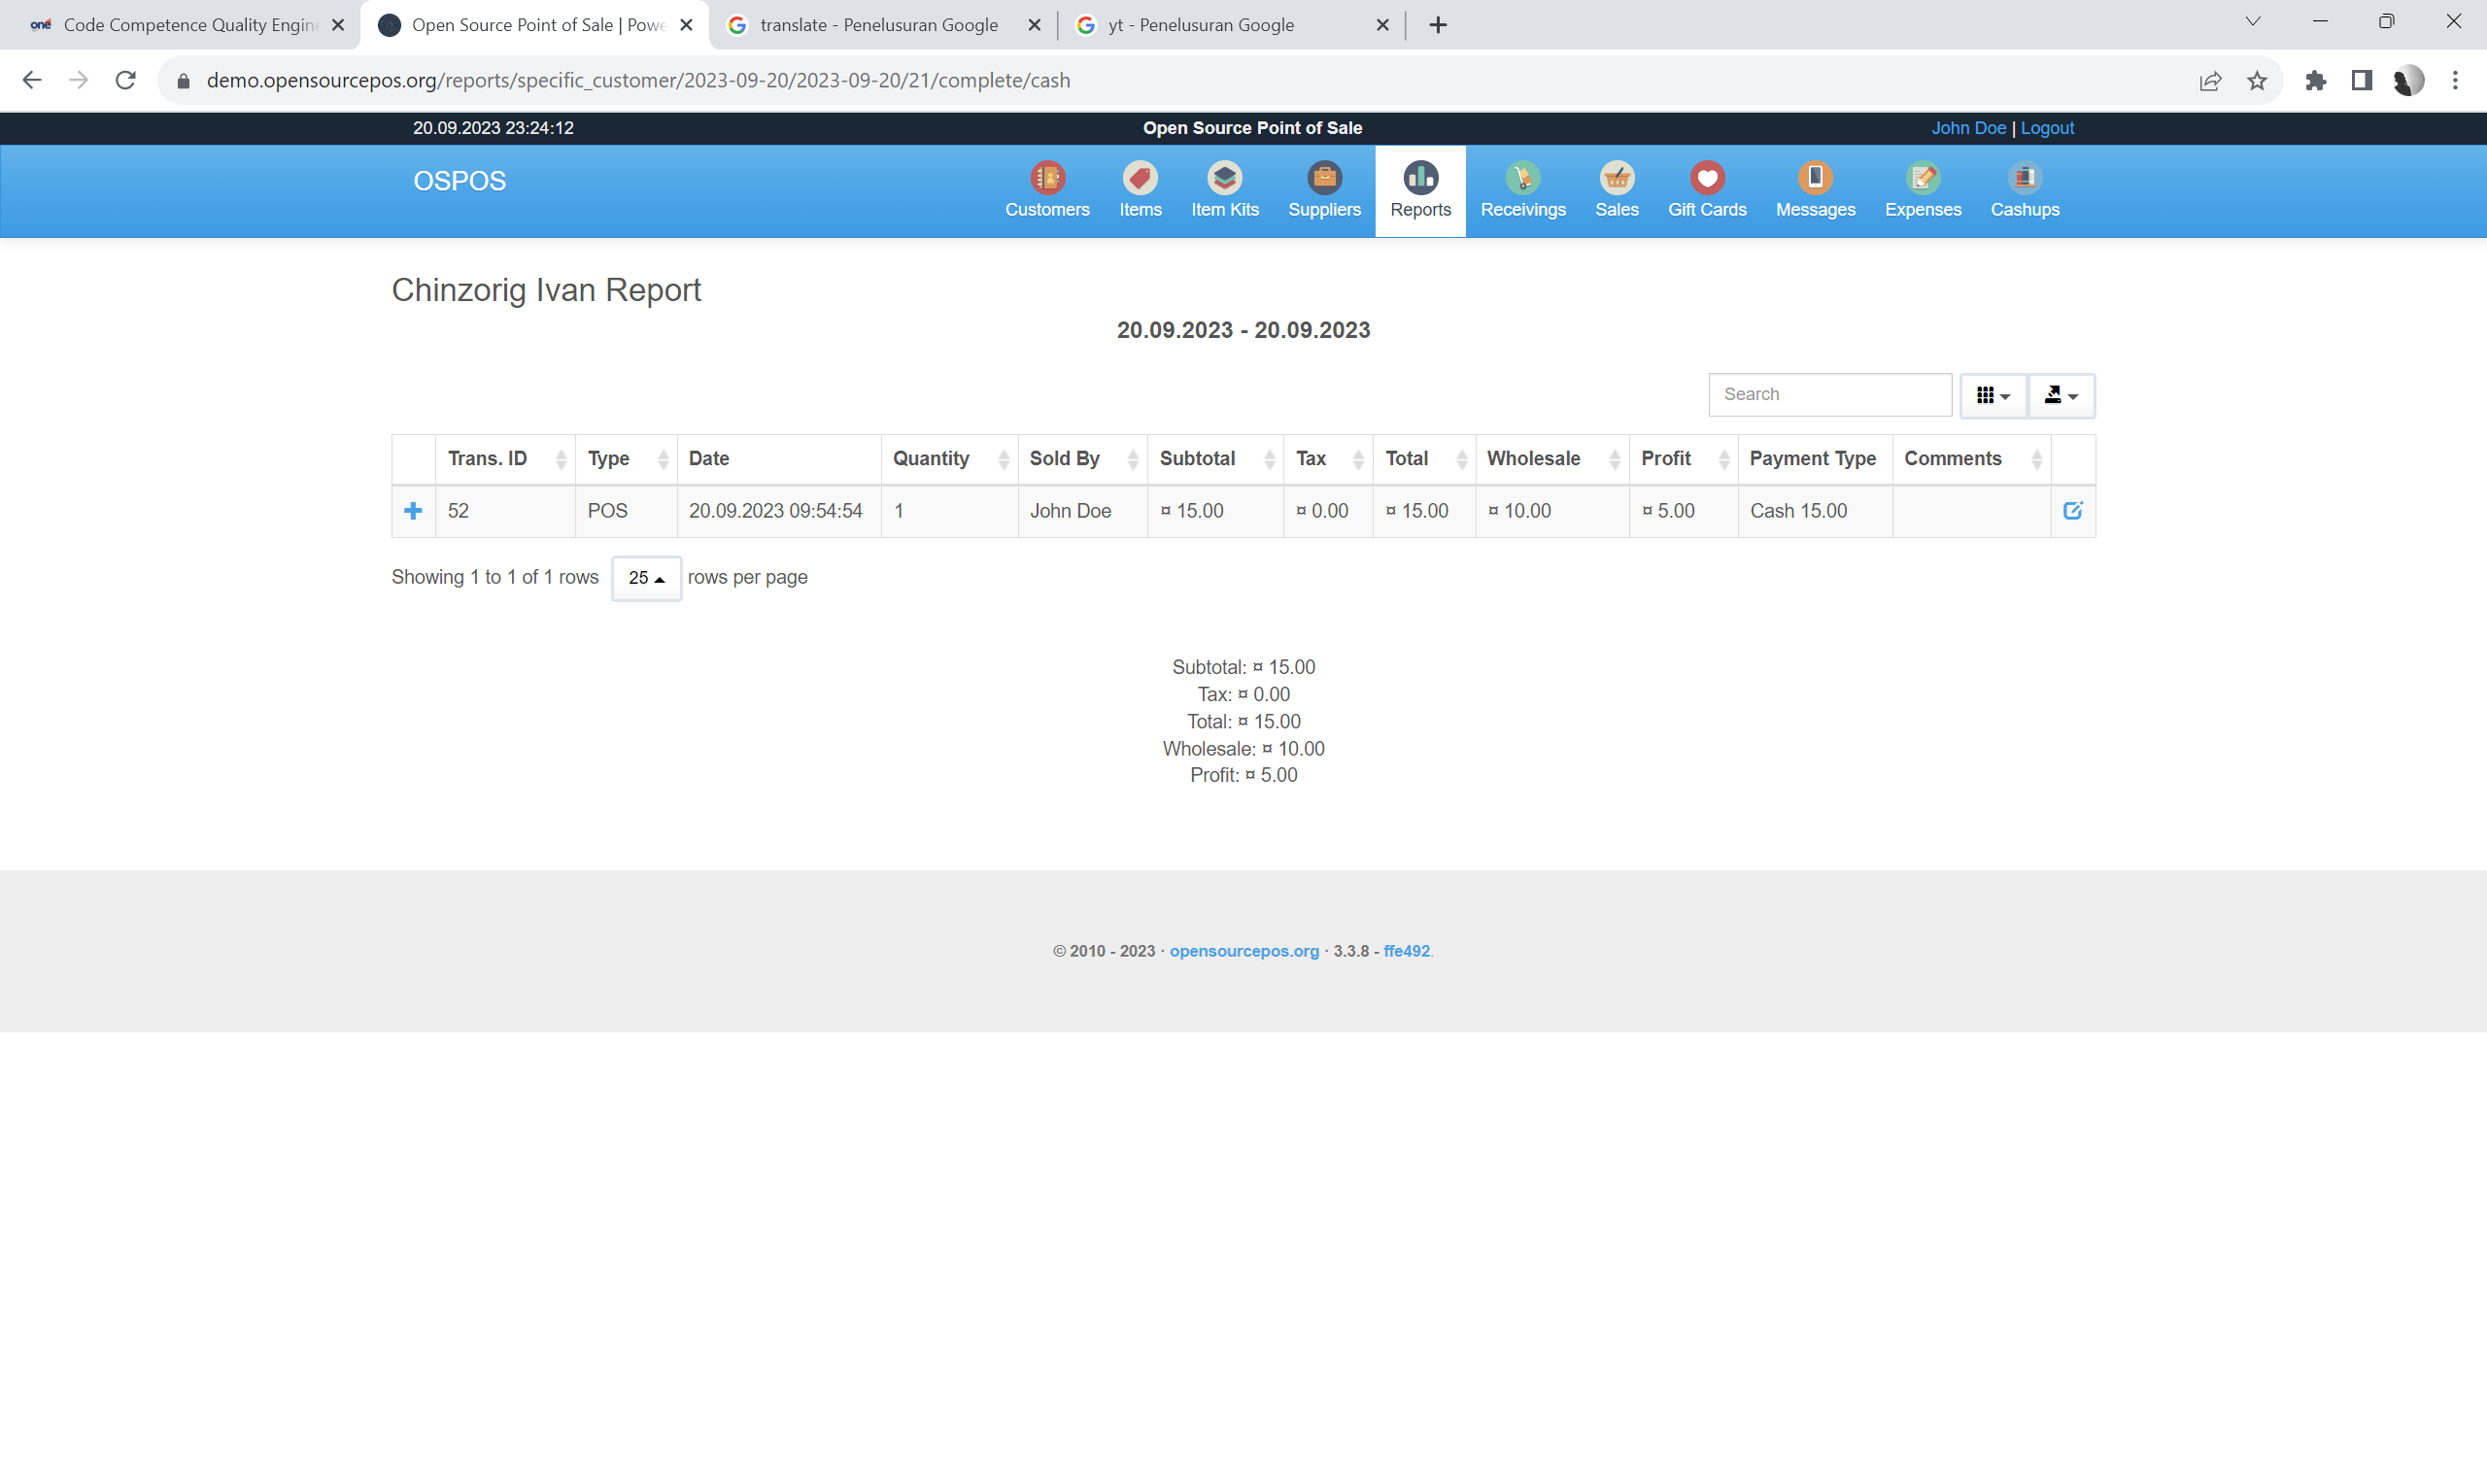 one Code Competence Quality Engin
Open Source Point of Sale | Powe
translate - Penelusuran Google
yt - Penelusuran Google
demo.opensourcepos.org/reports/specific_customer/2023-09-20/2023-09-20/21/complete/cash
20.09.2023 23:24:12 Open Source Point of Sale John Doe | Logout
OSPOS
Customers Items Item Kits Suppliers Reports Receivings Sales Gift Cards Messages Expenses Cashups
Chinzorig Ivan Report
20.09.2023 - 20.09.2023
Search
Trans. ID Type Date Quantity Sold By Subtotal Tax Total Wholesale Profit Payment Type Comments
52 POS 20.09.2023 09:54:54 1 John Doe ¤ 15.00 ¤ 0.00 ¤ 15.00 ¤ 10.00 ¤ 5.00 Cash 15.00
Showing 1 to 1 of 1 rows 25 rows per page
Subtotal: ¤ 15.00
Tax: ¤ 0.00
Total: ¤ 15.00
Wholesale: ¤ 10.00
Profit: ¤ 5.00
© 2010 - 2023 · opensourcepos.org · 3.3.8 - ffe492.